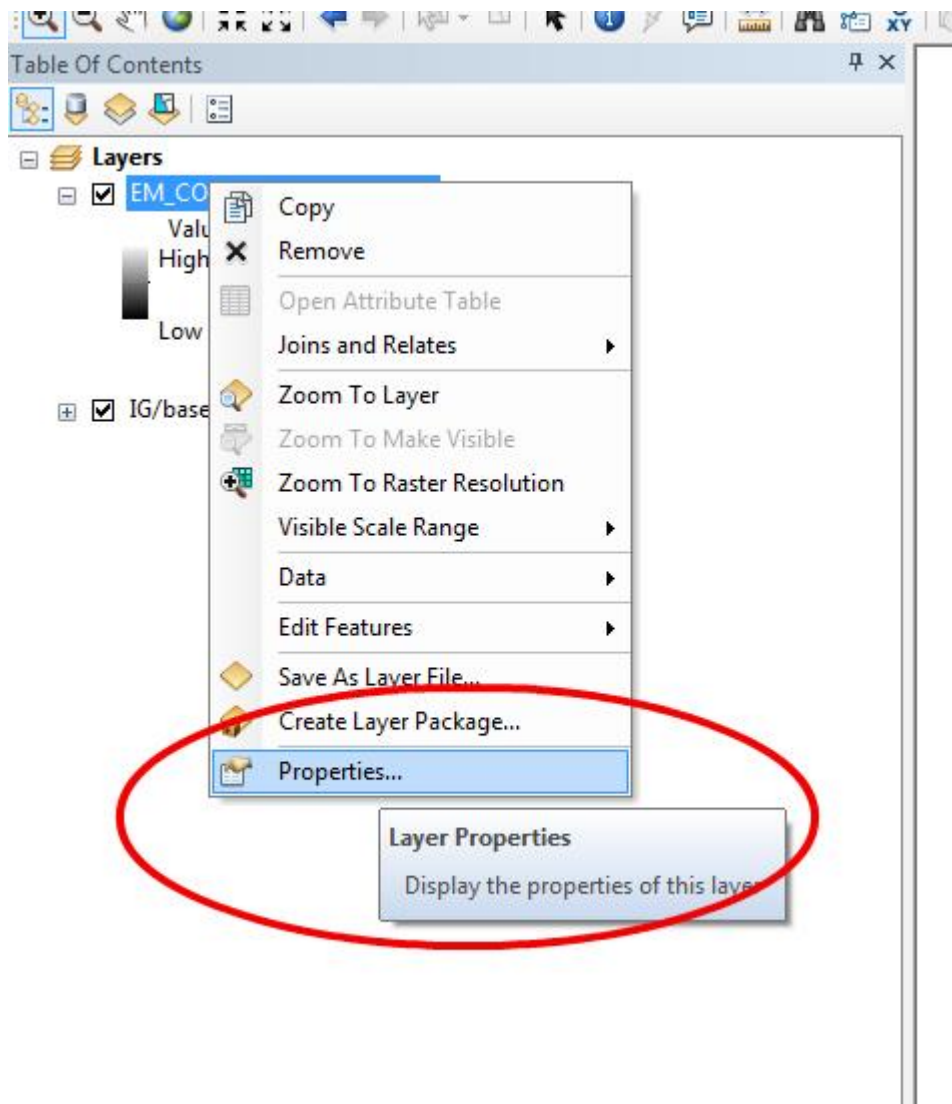 XY
Table Of Contents
Layers
EM_CO
Valu
High
Low
IG/base
Copy
Remove
Open Attribute Table
Joins and Relates
Zoom To Layer
Zoom To Make Visible
Zoom To Raster Resolution
Visible Scale Range
Data
Edit Features
Save As Layer File...
Create Layer Package...
Properties...
Layer Properties
Display the properties of this layer